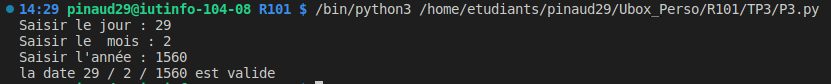 14:29 pinaud29@iutinfo-104-08 R101 $ /bin/python3 /home/etudiants/pinaud29/Ubox_Perso/R101/TP3/P3.py
Saisir le jour : 29
Saisir le  mois : 2
Saisir l'année : 1560
la date 29 / 2 / 1560 est valide